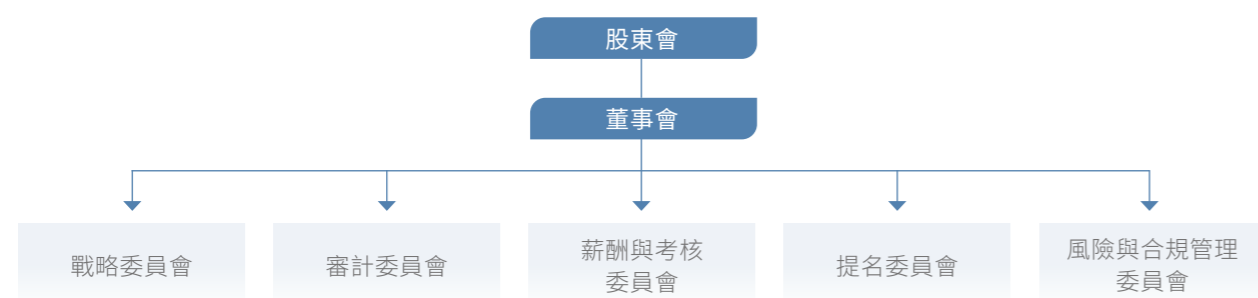 股東會
董事會
戰略委員會
審計委員會
薪酬與考核
委員會
提名委員會
風險與合規管理
委員會